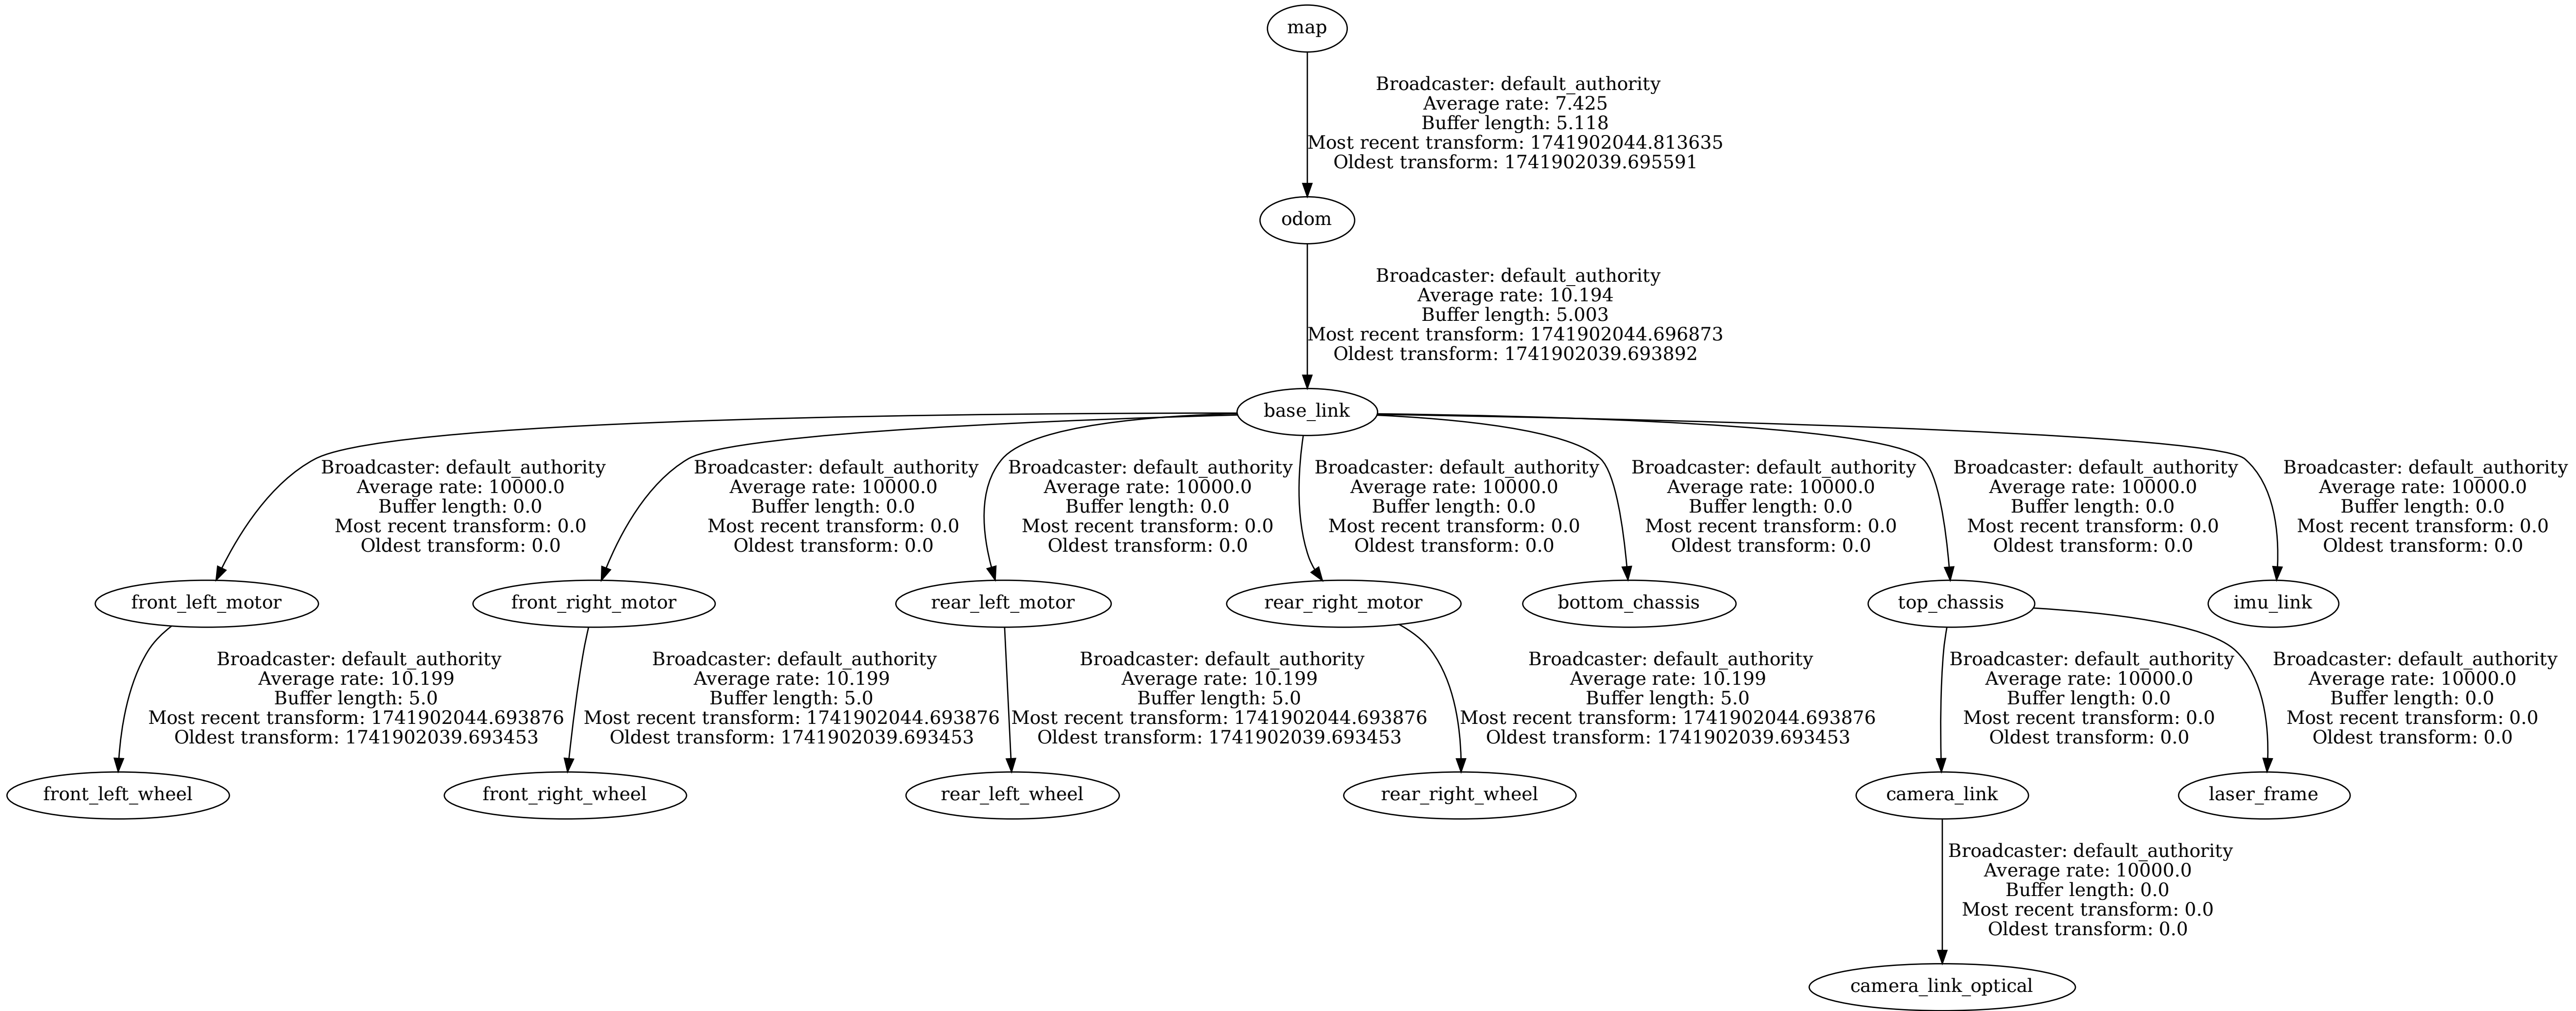 map
Broadcaster: default_authority
Average rate: 7.425
Buffer length: 5.118
Most recent transform: 1741902044.813635
Oldest transform: 1741902039.695591
odom
Broadcaster: default_authority
Average rate: 10.194
Buffer length: 5.003
Most recent transform: 1741902044.696873
Oldest transform: 1741902039.693892
base_link
Broadcaster: default_authority
Average rate: 10000.0
Buffer length: 0.0
Most recent transform: 0.0
Oldest transform: 0.0
Broadcaster: default_authority
Average rate: 10000.0
Buffer length: 0.0
Most recent transform: 0.0
Oldest transform: 0.0
Broadcaster: default_authority
Average rate: 10000.0
Buffer length: 0.0
Most recent transform: 0.0
Oldest transform: 0.0
Broadcaster: default_authority
Average rate: 10000.0
Buffer length: 0.0
Most recent transform: 0.0
Oldest transform: 0.0
Broadcaster: default_authority
Average rate: 10000.0
Buffer length: 0.0
Most recent transform: 0.0
Oldest transform: 0.0
Broadcaster: default_authority
Average rate: 10000.0
Buffer length: 0.0
Most recent transform: 0.0
Oldest transform: 0.0
Broadcaster: default_authority
Average rate: 10000.0
Buffer length: 0.0
Most recent transform: 0.0
Oldest transform: 0.0
front_left_motor
front_right_motor
rear_left_motor
rear_right_motor
bottom_chassis
top_chassis
imu_link
Broadcaster: default_authority
Average rate: 10.199
Buffer length: 5.0
Most recent transform: 1741902044.693876
Oldest transform: 1741902039.693453
Broadcaster: default_authority
Average rate: 10.199
Buffer length: 5.0
Most recent transform: 1741902044.693876
Oldest transform: 1741902039.693453
Broadcaster: default_authority
Average rate: 10.199
Buffer length: 5.0
Most recent transform: 1741902044.693876
Oldest transform: 1741902039.693453
Broadcaster: default_authority
Average rate: 10.199
Buffer length: 5.0
Most recent transform: 1741902044.693876
Oldest transform: 1741902039.693453
Broadcaster: default_authority
Average rate: 10000.0
Buffer length: 0.0
Most recent transform: 0.0
Oldest transform: 0.0
Broadcaster: default_authority
Average rate: 10000.0
Buffer length: 0.0
Most recent transform: 0.0
Oldest transform: 0.0
front_left_wheel
front_right_wheel
rear_left_wheel
rear_right_wheel
camera_link
laser_frame
Broadcaster: default_authority
Average rate: 10000.0
Buffer length: 0.0
Most recent transform: 0.0
Oldest transform: 0.0
camera_link_optical